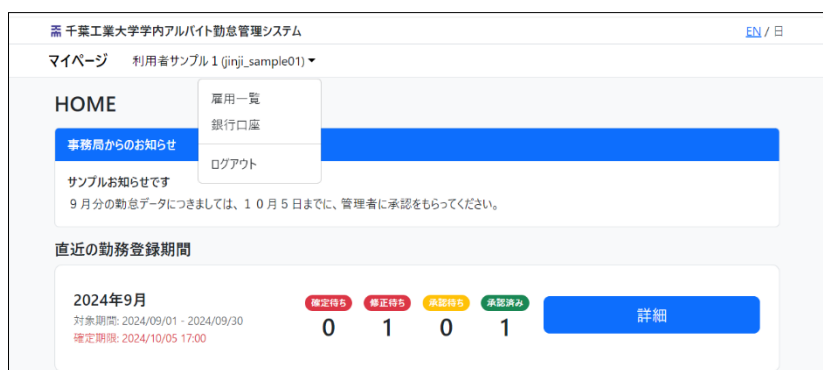 千葉工業大学学内アルバイト勤怠管理システム
EN / 日
マイページ 利用者サンプル1 (jinji_sample01)
雇用一覧
銀行口座
ログアウト
HOME
事務局からのお知らせ
サンプルお知らせです
9月分の勤怠データにつきましては、10月5日までに、管理者に承認をもらってください。
直近の勤務登録期間
2024年9月
対象期間: 2024/09/01 - 2024/09/30
確定期限: 2024/10/05 17:00
確定待ち 修正待ち 承認待ち 承認済み
0 1 0 1
詳細